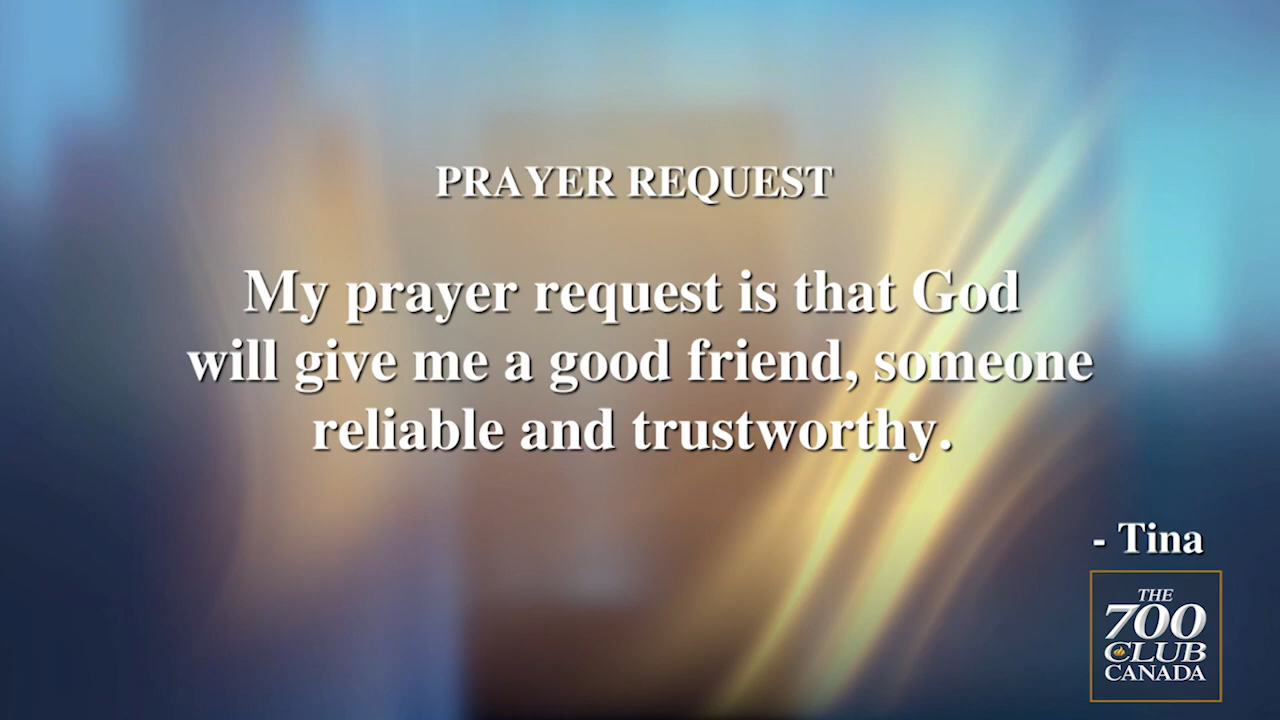 PRAYER REQUEST
My prayer request is that God
will give me a good friend, someone
reliable and trustworthy.
- Tina
THE
700
CLUB
CANADA